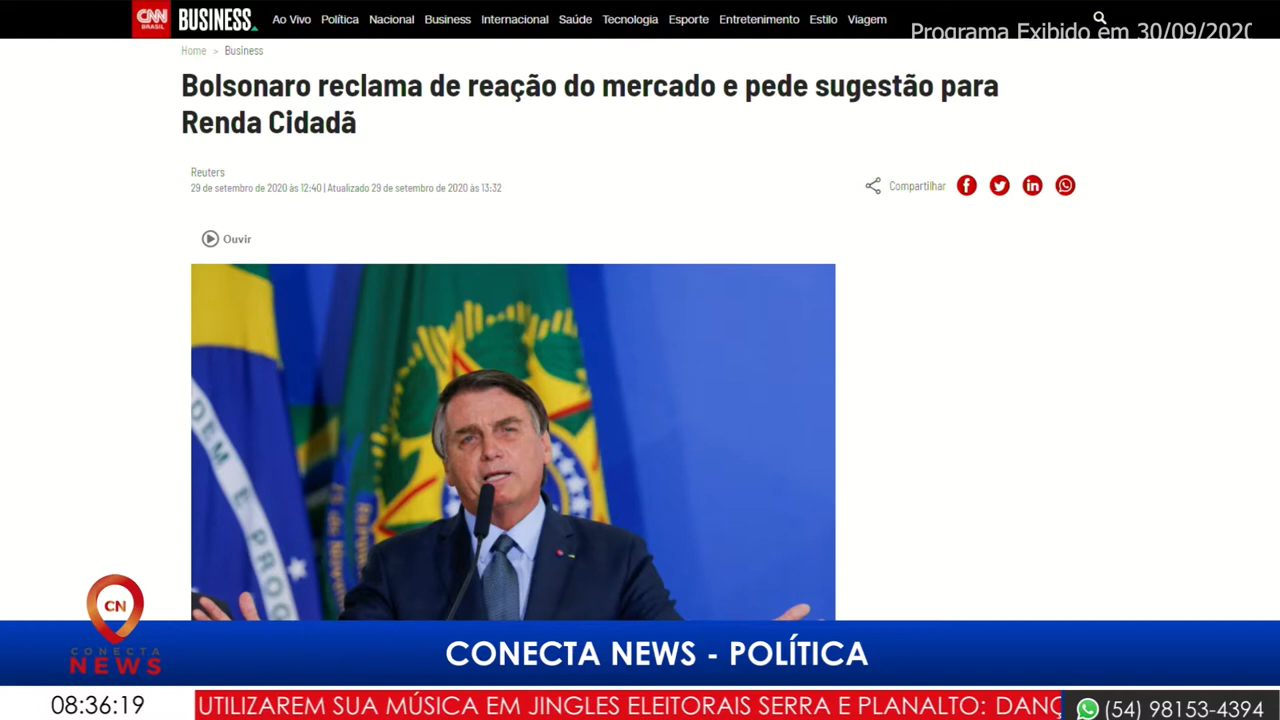 CNN BRASIL BUSINESS Ao Vivo Política Nacional Business Internacional Saúde Tecnologia Esporte Entretenimento Estilo Viagem
Programa Exibido em 30/09/2020
Home > Business
Bolsonaro reclama de reação do mercado e pede sugestão para
Renda Cidadã
Reuters
29 de setembro de 2020 às 12:40 | Atualizado 29 de setembro de 2020 às 13:32
Compartilhar
Ouvir
DEM E PROG
CN
CONECTA
NEWS
CONECTA NEWS - POLÍTICA
08:36:19
UTILIZAREM SUA MÚSICA EM JINGLES ELEITORAIS SERRA E PLANALTO: DANÇ
(54) 98153-4394